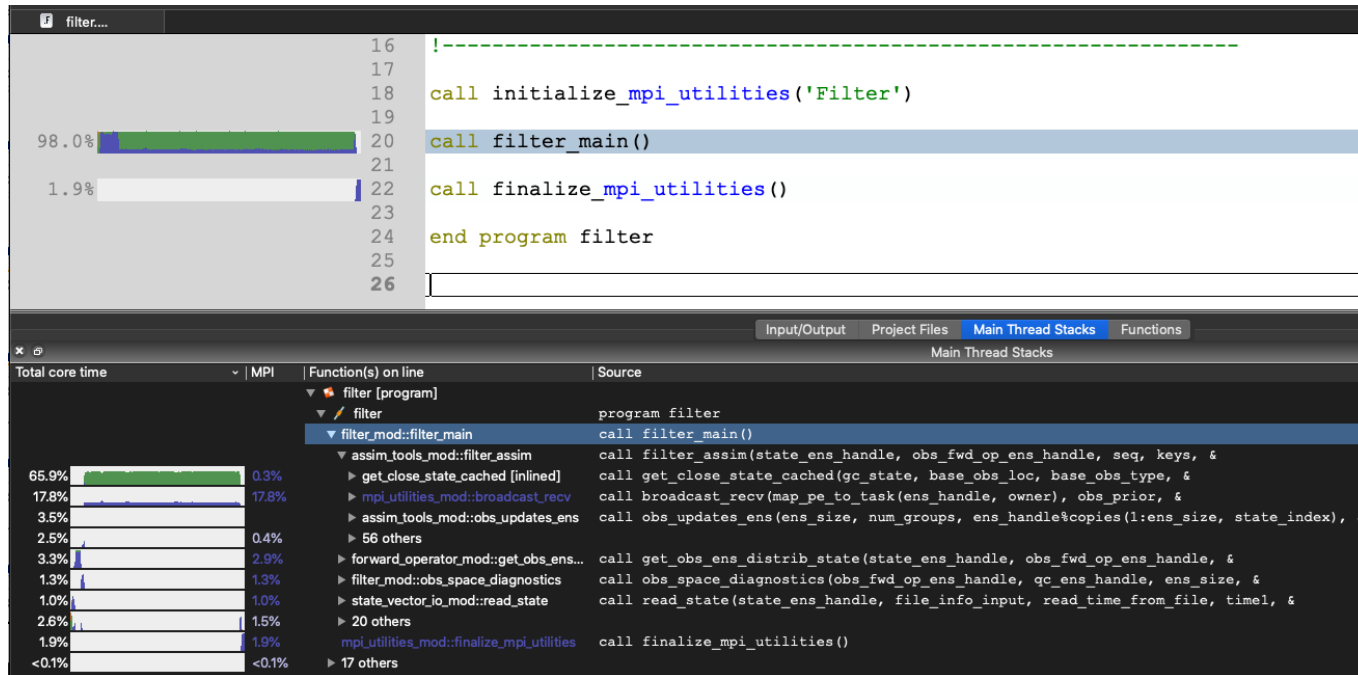 filter....
16 !----------------------------------------------------------------
17
18 call initialize_mpi_utilities('Filter')
19
98.0% 20 call filter_main()
21
1.9% 22 call finalize_mpi_utilities()
23
24 end program filter
25
26
Input/Output Project Files Main Thread Stacks Functions
Main Thread Stacks
Total core time MPI Function(s) on line Source
filter [program]
filter program filter
filter_mod::filter_main call filter_main()
assim_tools_mod::filter_assim call filter_assim(state_ens_handle, obs_fwd_op_ens_handle, seq, keys, &
65.9% 0.3% get_close_state_cached [inlined] call get_close_state_cached(gc_state, base_obs_loc, base_obs_type, &
17.8% 17.8% mpi_utilities_mod::broadcast_recv call broadcast_recv(map_pe_to_task(ens_handle, owner), obs_prior, &
3.5% assim_tools_mod::obs_updates_ens call obs_updates_ens(ens_size, num_groups, ens_handle%copies(1:ens_size, state_index),
2.5% 0.4% 56 others
3.3% 2.9% forward_operator_mod::get_obs_ens... call get_obs_ens_distrib_state(state_ens_handle, obs_fwd_op_ens_handle, &
1.3% 1.3% filter_mod::obs_space_diagnostics call obs_space_diagnostics(obs_fwd_op_ens_handle, qc_ens_handle, ens_size, &
1.0% 1.0% state_vector_io_mod::read_state call read_state(state_ens_handle, file_info_input, read_time_from_file, time1, &
2.6% 1.5% 20 others
1.9% 1.9% mpi_utilities_mod::finalize_mpi_utilities call finalize_mpi_utilities()
<0.1% <0.1% 17 others